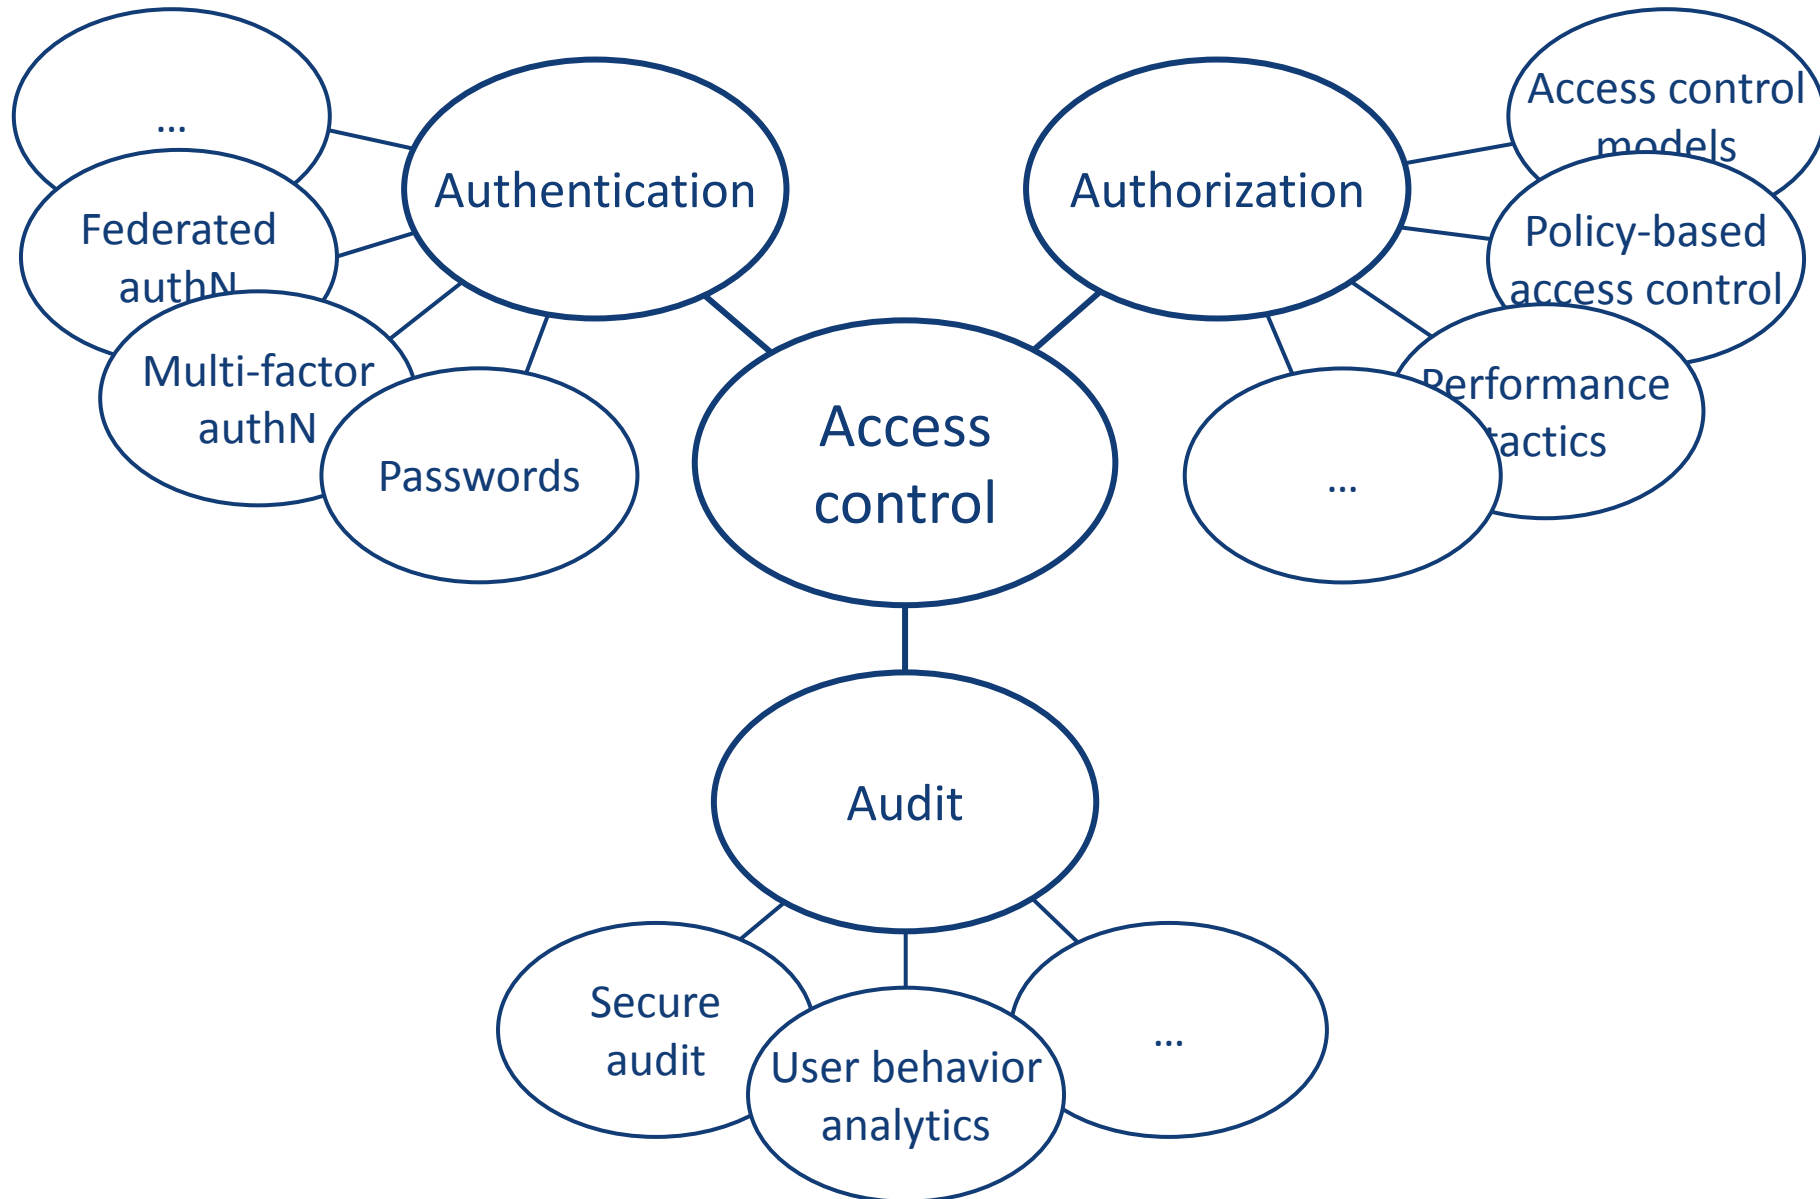 ...
Federated
authN
Multi-factor
authN
Passwords
Authentication
Access
control
Authorization
Access control
models
Policy-based
access control
Performance
tactics
...
Audit
Secure
audit
User behavior
analytics
...